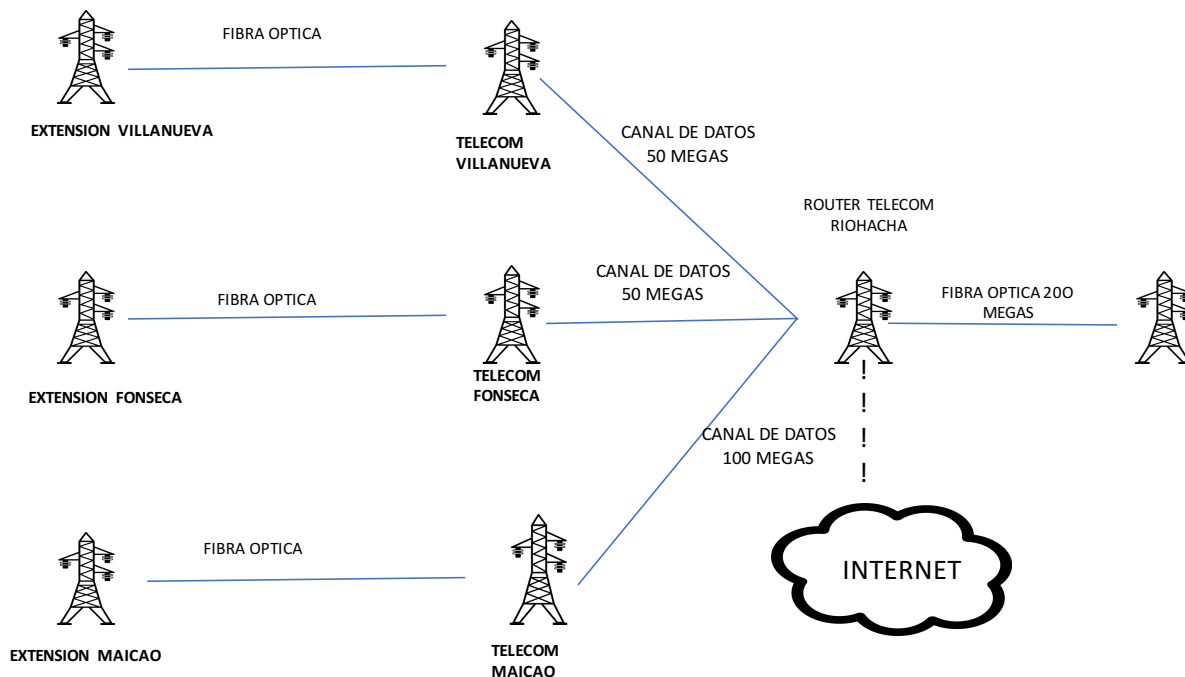 FIBRA OPTICA
EXTENSION VILLANUEVA
TELECOM
VILLANUEVA
CANAL DE DATOS
50 MEGAS
ROUTER TELECOM
RIOHACHA
FIBRA OPTICA
EXTENSION FONSECA
TELECOM
FONSECA
CANAL DE DATOS
50 MEGAS
FIBRA OPTICA 20O
MEGAS
CANAL DE DATOS
100 MEGAS
!
!
!
!
INTERNET
FIBRA OPTICA
EXTENSION MAICAO
TELECOM
MAICAO